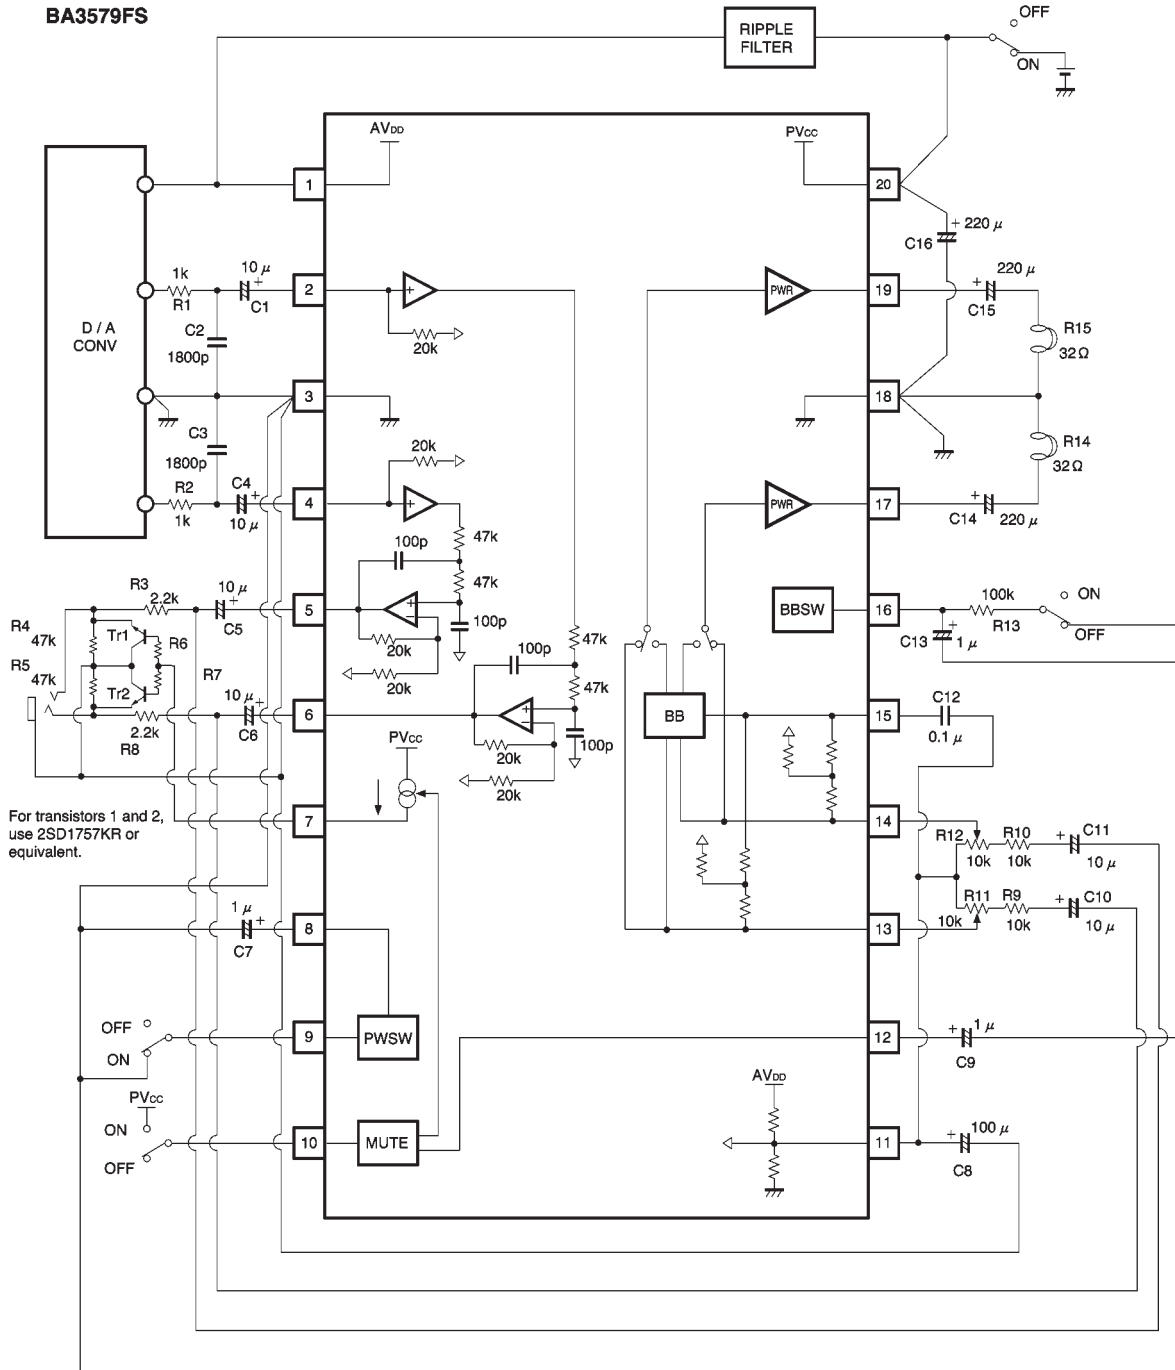 BA3579FS
RIPPLE
FILTER
OFF
ON
AVDD
PVCC
1
20
+ 220 μ
C16
1k
R1
10 μ
+
C1
2
+
20k
PWR
19
220 μ
+
C15
R15
32Ω
D / A
CONV
C2
1800p
3
18
C3
1800p
20k
R14
32Ω
R2
1k
C4
+
10 μ
4
+
47k
PWR
17
+
C14
220 μ
100p
47k
R3
2.2k
10 μ
+
C5
5
+
−
100p
20k
20k
BBSW
16
100k
R13
ON
OFF
+
C13
1 μ
R4
47k
Tr1
R6
R5
47k
Tr2
R7
47k
100p
47k
10 μ
+
C6
6
+
−
100p
20k
20k
2.2k
R8
BB
15
C12
0.1 μ
PVCC
For transistors 1 and 2,
use 2SD1757KR or
equivalent.
7
14
R12
10k
R10
10k
+
C11
10 μ
R11
10k
R9
10k
+
C10
10 μ
1 μ
+
C7
8
13
OFF
ON
9
PWSW
12
+
1 μ
C9
PVCC
ON
OFF
10
MUTE
AVDD
11
+
100 μ
C8